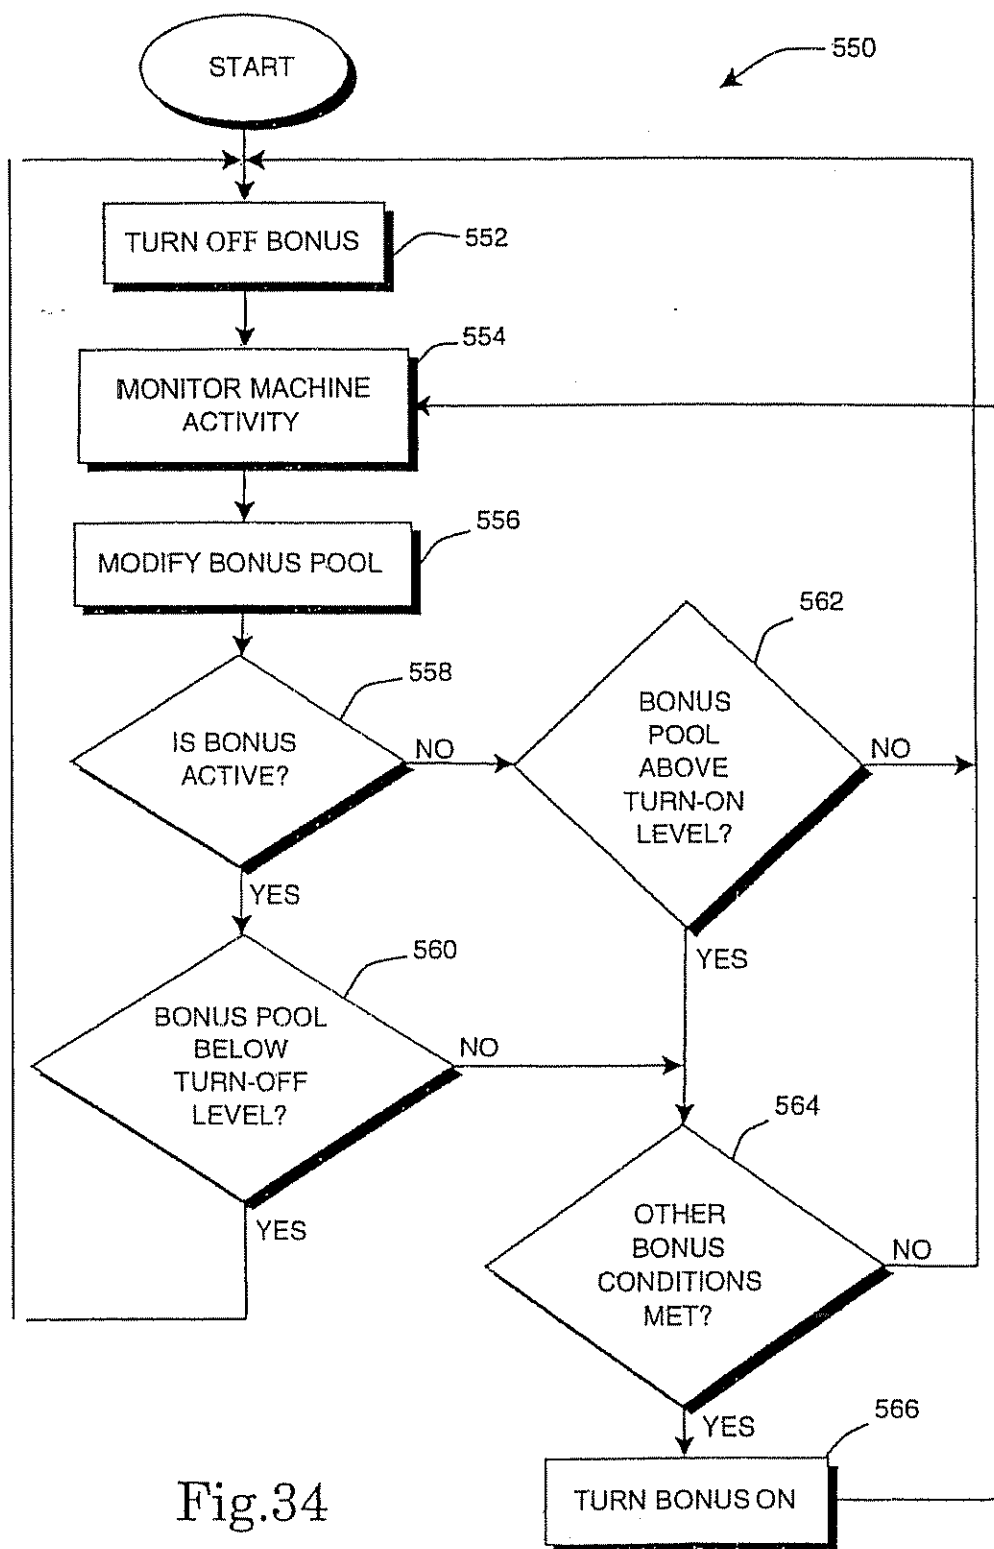 START
550
TURN OFF BONUS
552
554
MONITOR MACHINE
ACTIVITY
556
MODIFY BONUS POOL
562
558
IS BONUS
ACTIVE?
NO
BONUS
POOL
ABOVE
TURN-ON
LEVEL?
NO
YES
YES
560
BONUS POOL
BELOW
TURN-OFF
LEVEL?
NO
YES
564
OTHER
BONUS
CONDITIONS
MET?
NO
YES
566
TURN BONUS ON
Fig.34